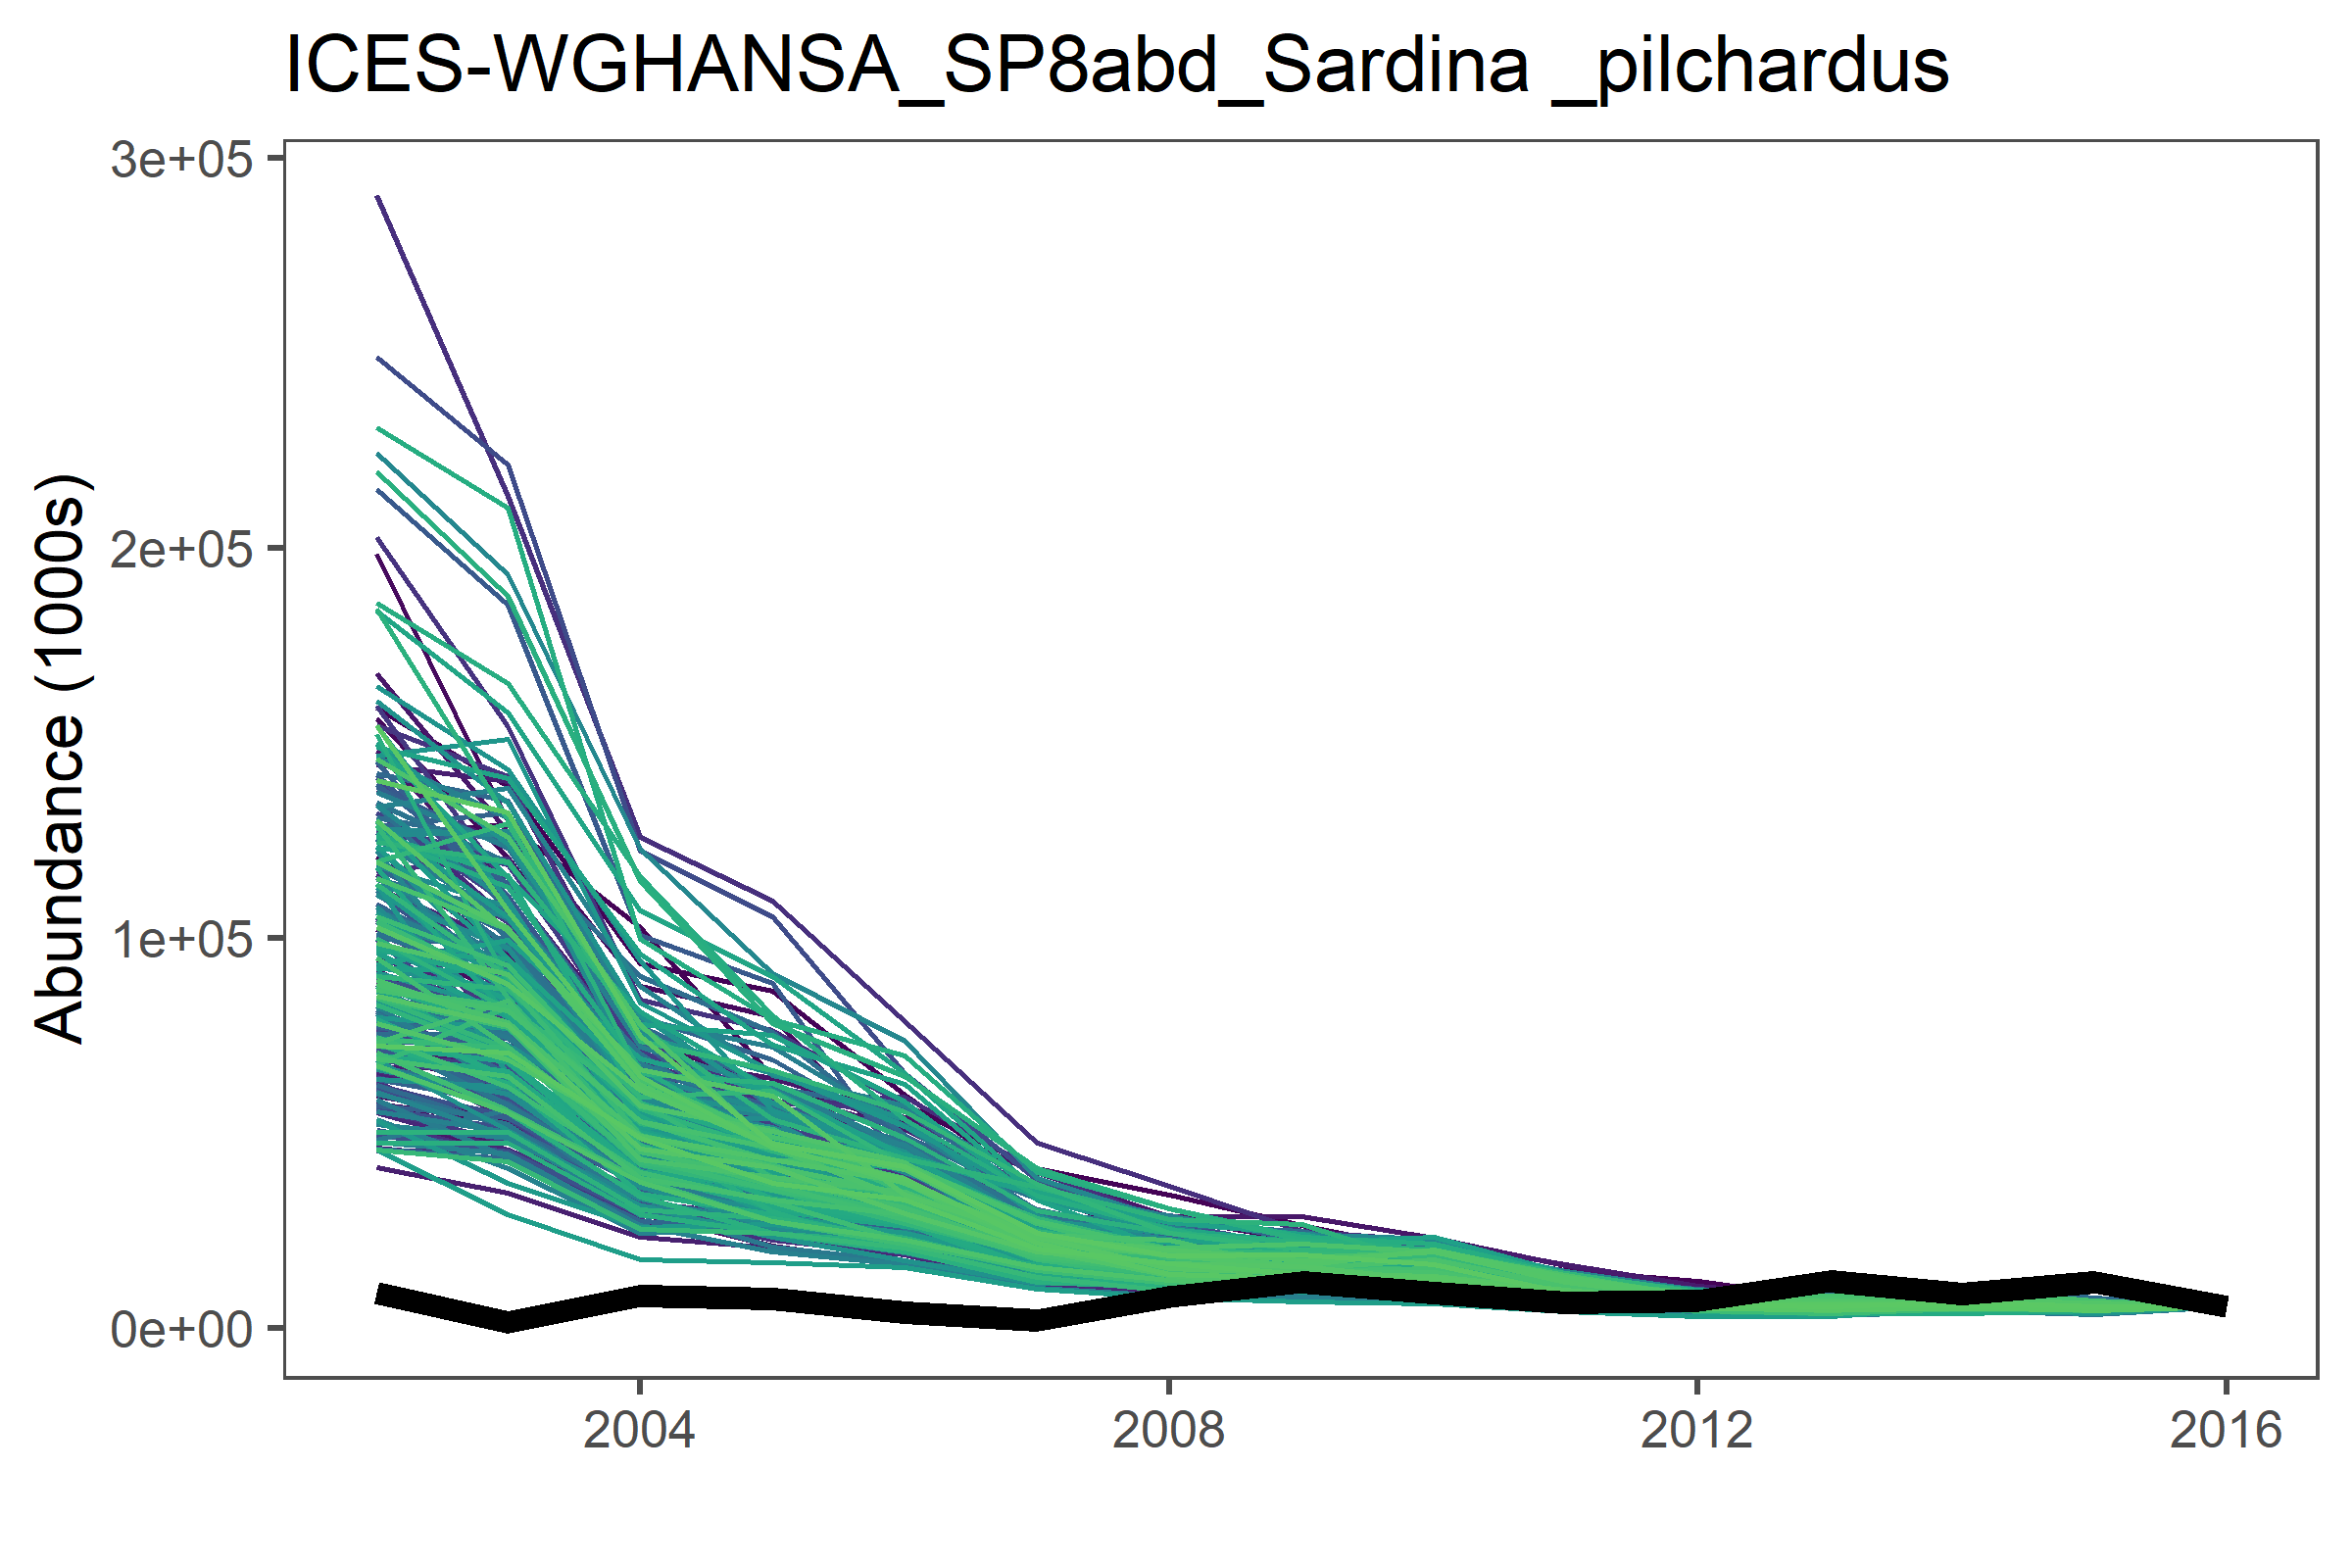 ICES-WGHANSA_SP8abd_Sardina _pilchardus
Abundance (1000s)
3e+05
2e+05
1e+05
0e+00
2004 2008 2012 2016